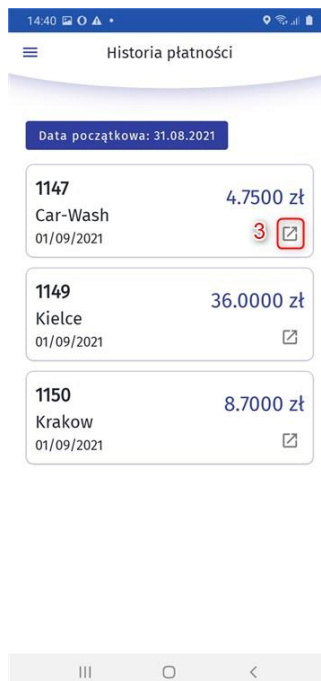 14:40
Historia płatności
Data początkowa: 31.08.2021
1147
4.7500 zł
Car-Wash
01/09/2021
3
1149
36.0000 zł
Kielce
01/09/2021
1150
8.7000 zł
Krakow
01/09/2021